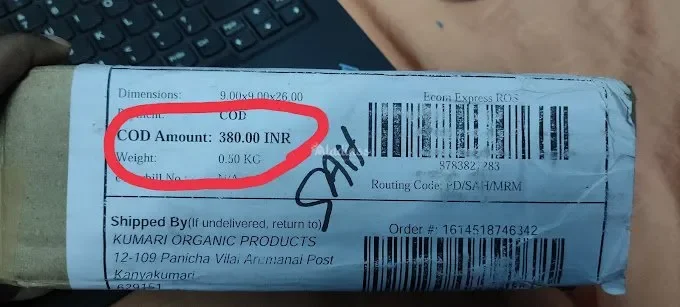 Dimensions: 9.00x9.00x26.00
COD
COD Amount: 380.00 INR
Weight: 0.50 KG
Ecom Express ROS
Routing Code: PD/SAH/MRM
SAH
Shipped By(If undelivered, return to)
KUMARI ORGANIC PRODUCTS
12-109 Panicha Vilai Arumanai Post
Kanyakumari
629151
Order #: 1614518746342